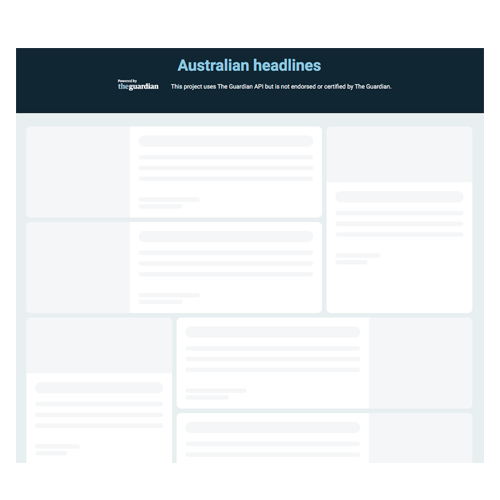 Australian headlines
Powered by
theguardian
This project uses The Guardian API but is not endorsed or certified by The Guardian.